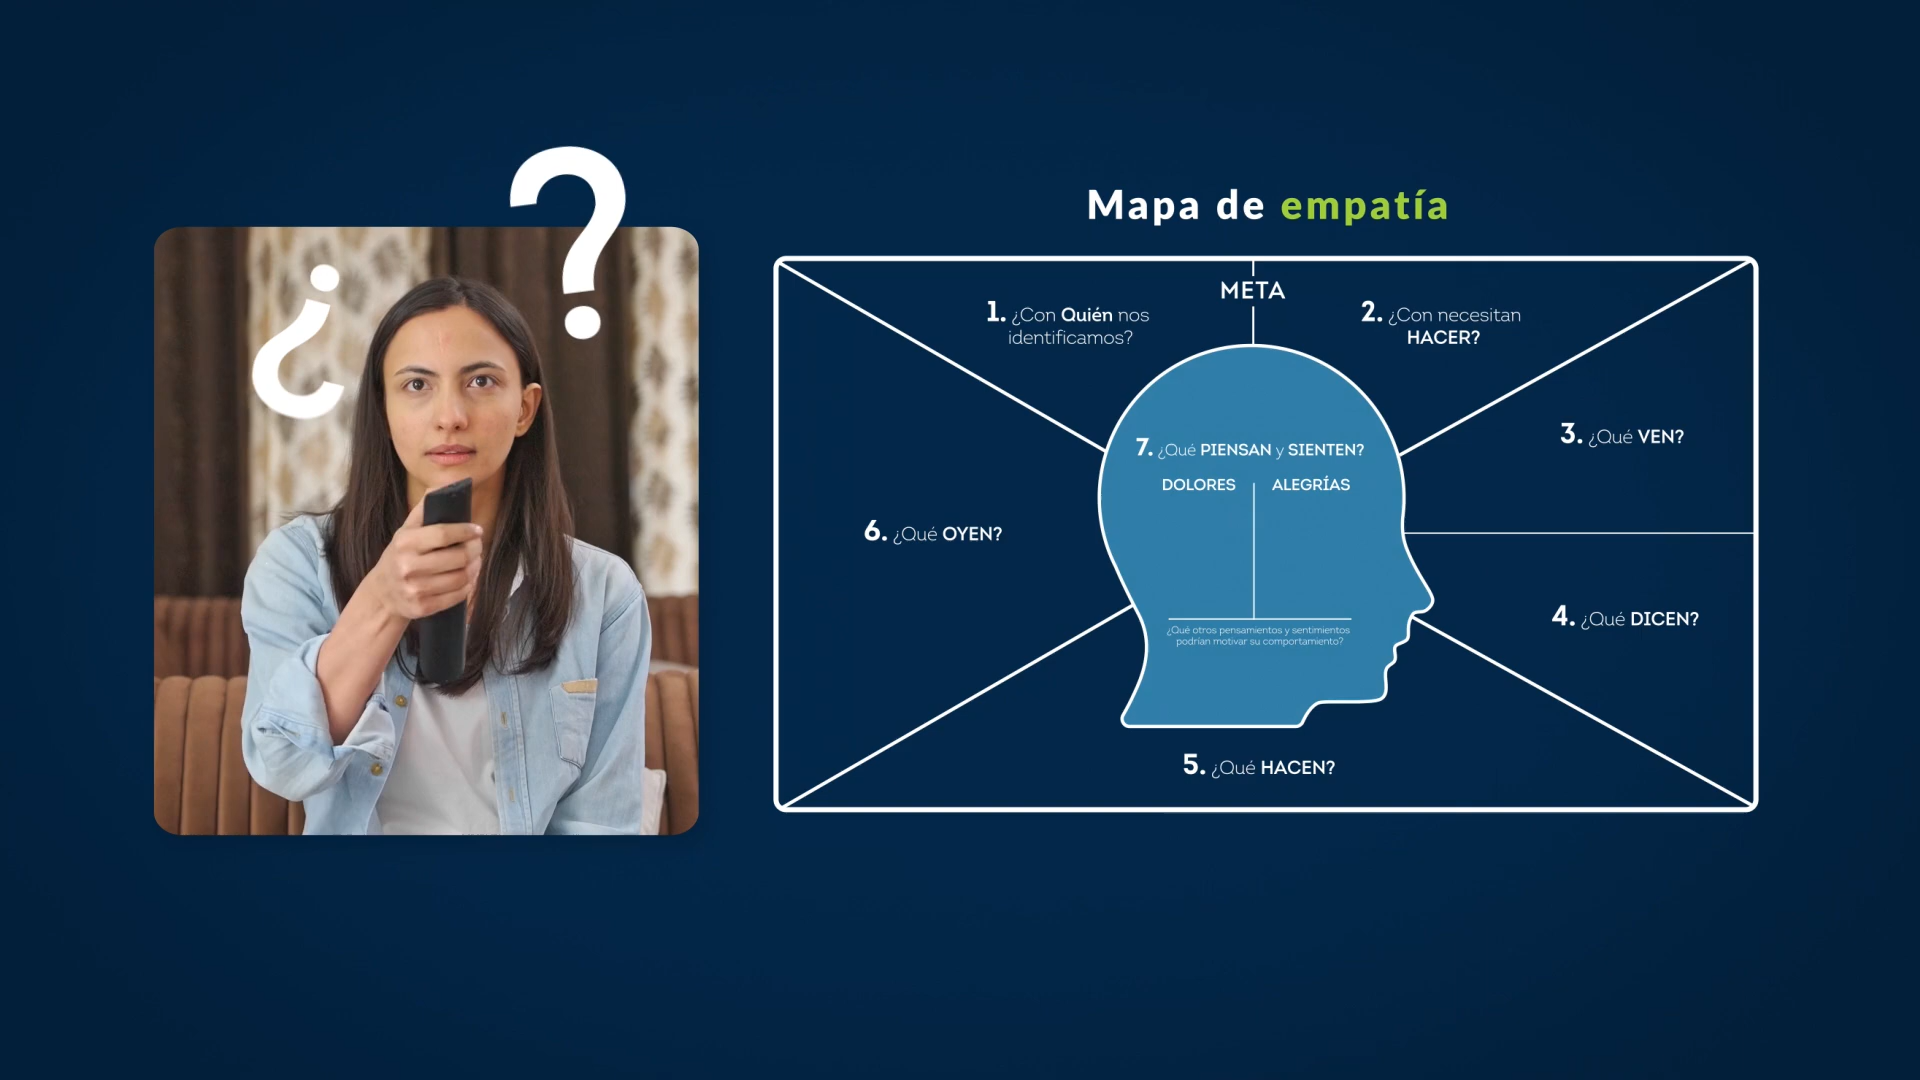 ¿ ?
Mapa de empatía
META
1. ¿Con Quién nos
identificamos?
2. ¿Con necesitan
HACER?
3. ¿Qué VEN?
4. ¿Qué DICEN?
5. ¿Qué HACEN?
6. ¿Qué OYEN?
7. ¿Qué PIENSAN y SIENTEN?
DOLORES
ALEGRÍAS
¿Qué otros pensamientos y sentimientos
podrían motivar su comportamiento?